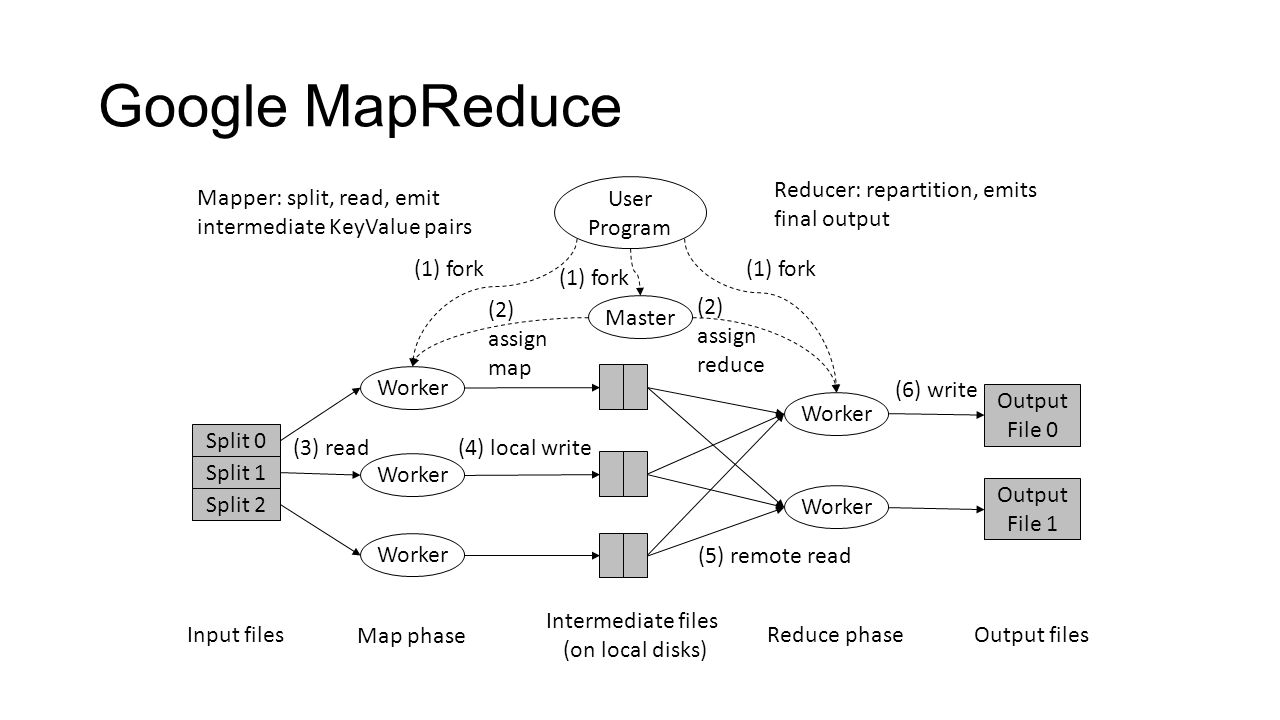 Google MapReduce
Mapper: split, read, emit
intermediate KeyValue pairs
User
Program
Reducer: repartition, emits
final output
(1) fork
(1) fork
(1) fork
(2)
assign
map
Master
(2)
assign
reduce
Worker
Worker
(6) write
Output
File 0
Split 0
Split 1
Split 2
(3) read
Worker
(4) local write
Worker
Output
File 1
Worker
(5) remote read
Input files
Map phase
Intermediate files
(on local disks)
Reduce phase
Output files